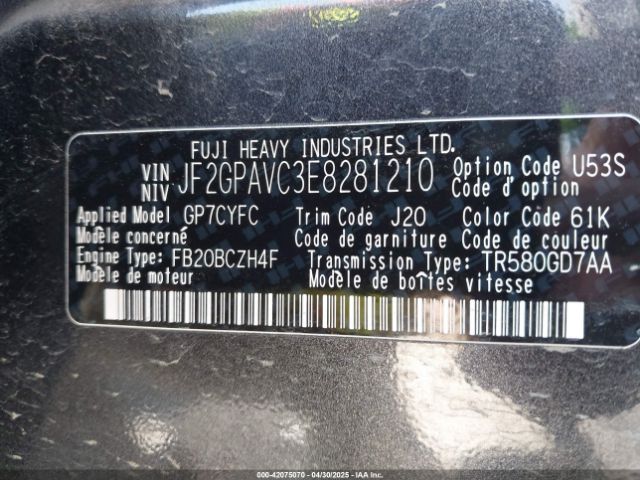 FUJI HEAVY INDUSTRIES LTD.
VIN NIV JF2GPAVC3E8281210 Option Code U53S
Code d'option
Applied Model GP7CYFC Trim Code J20 Color Code 61K
Modèle concerné Code de garniture Code de couleur
Engine Type: FB20BCZH4F Transmission Type: TR580GD7AA
Modèle de moteur Modèle de boîtes vitesse
000-42075070 04/30/2025 - IAA Inc.